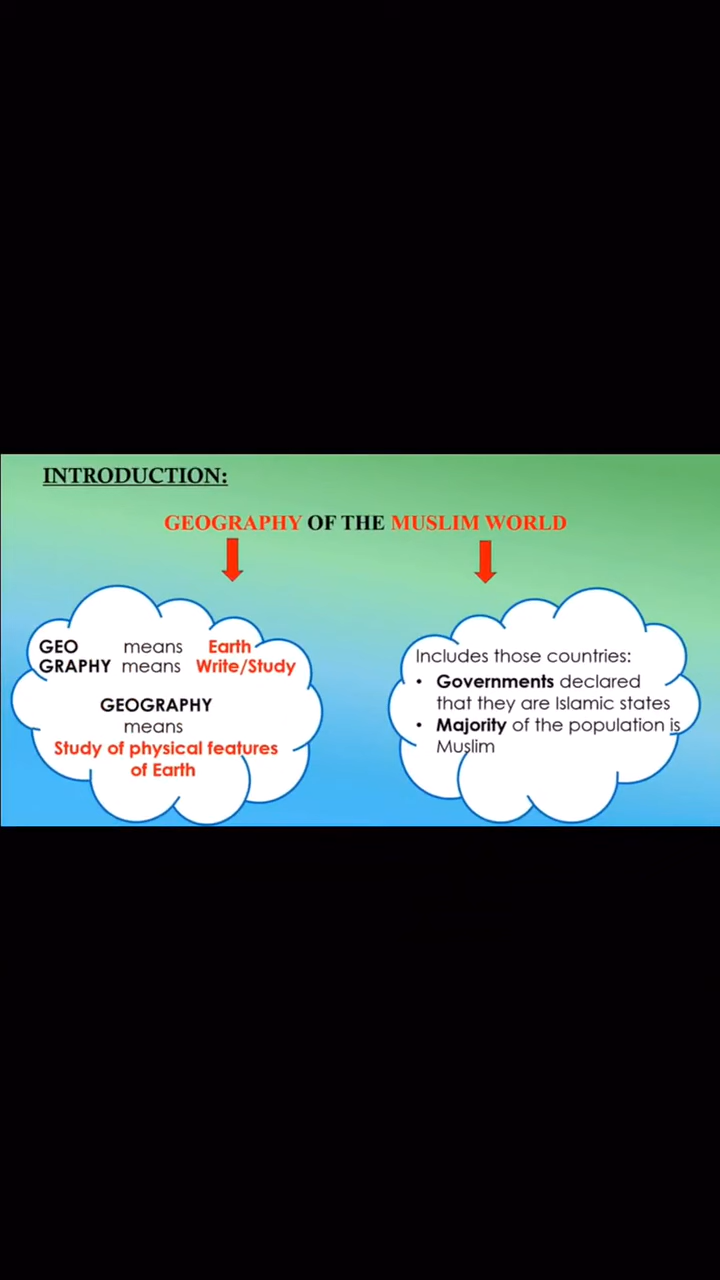 INTRODUCTION:
GEOGRAPHY OF THE MUSLIM WORLD
GEO means Earth
GRAPHY means Write/Study
GEOGRAPHY
means
Study of physical features
of Earth
Includes those countries:
• Governments declared
that they are Islamic states
• Majority of the population is
Muslim